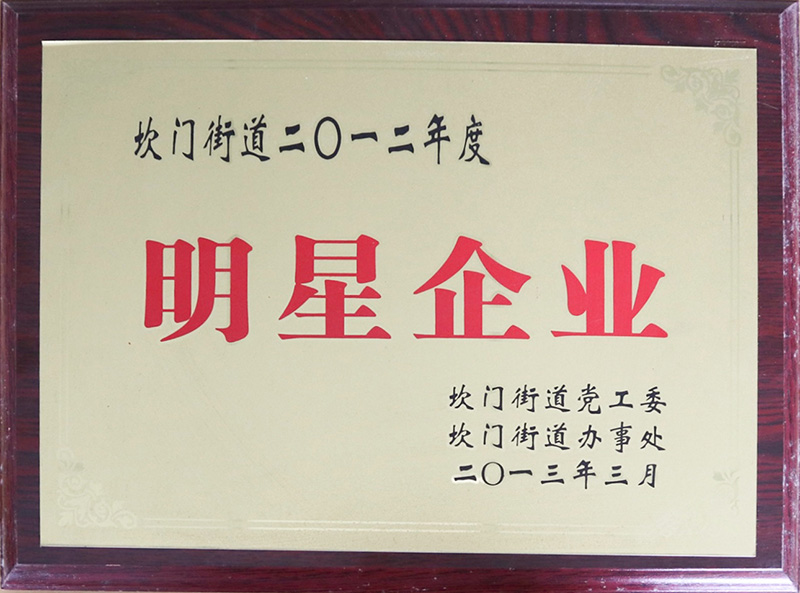 坎门街道二〇一二年度
明星企业
坎门街道党工委
坎门街道办事处
二〇一三年三月